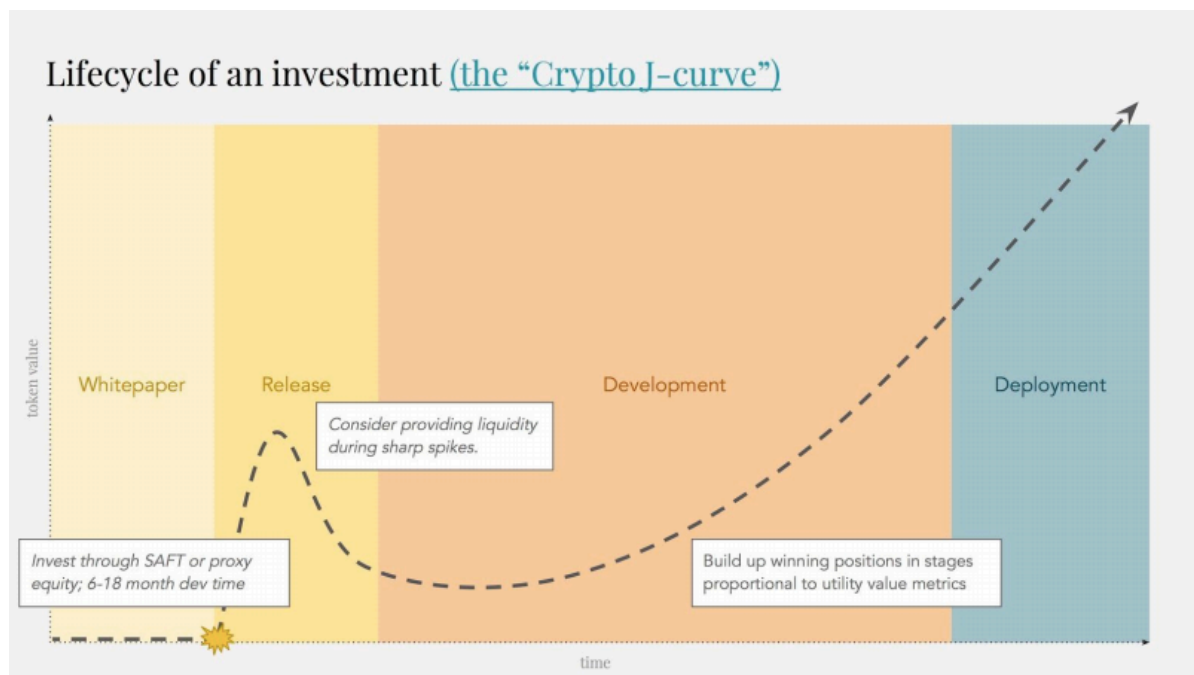 Lifecycle of an investment (the “Crypto J-curve”)
token value
Whitepaper
Release
Development
Deployment
Consider providing liquidity
during sharp spikes.
Invest through SAFT or proxy
equity; 6-18 month dev time
Build up winning positions in stages
proportional to utility value metrics
time